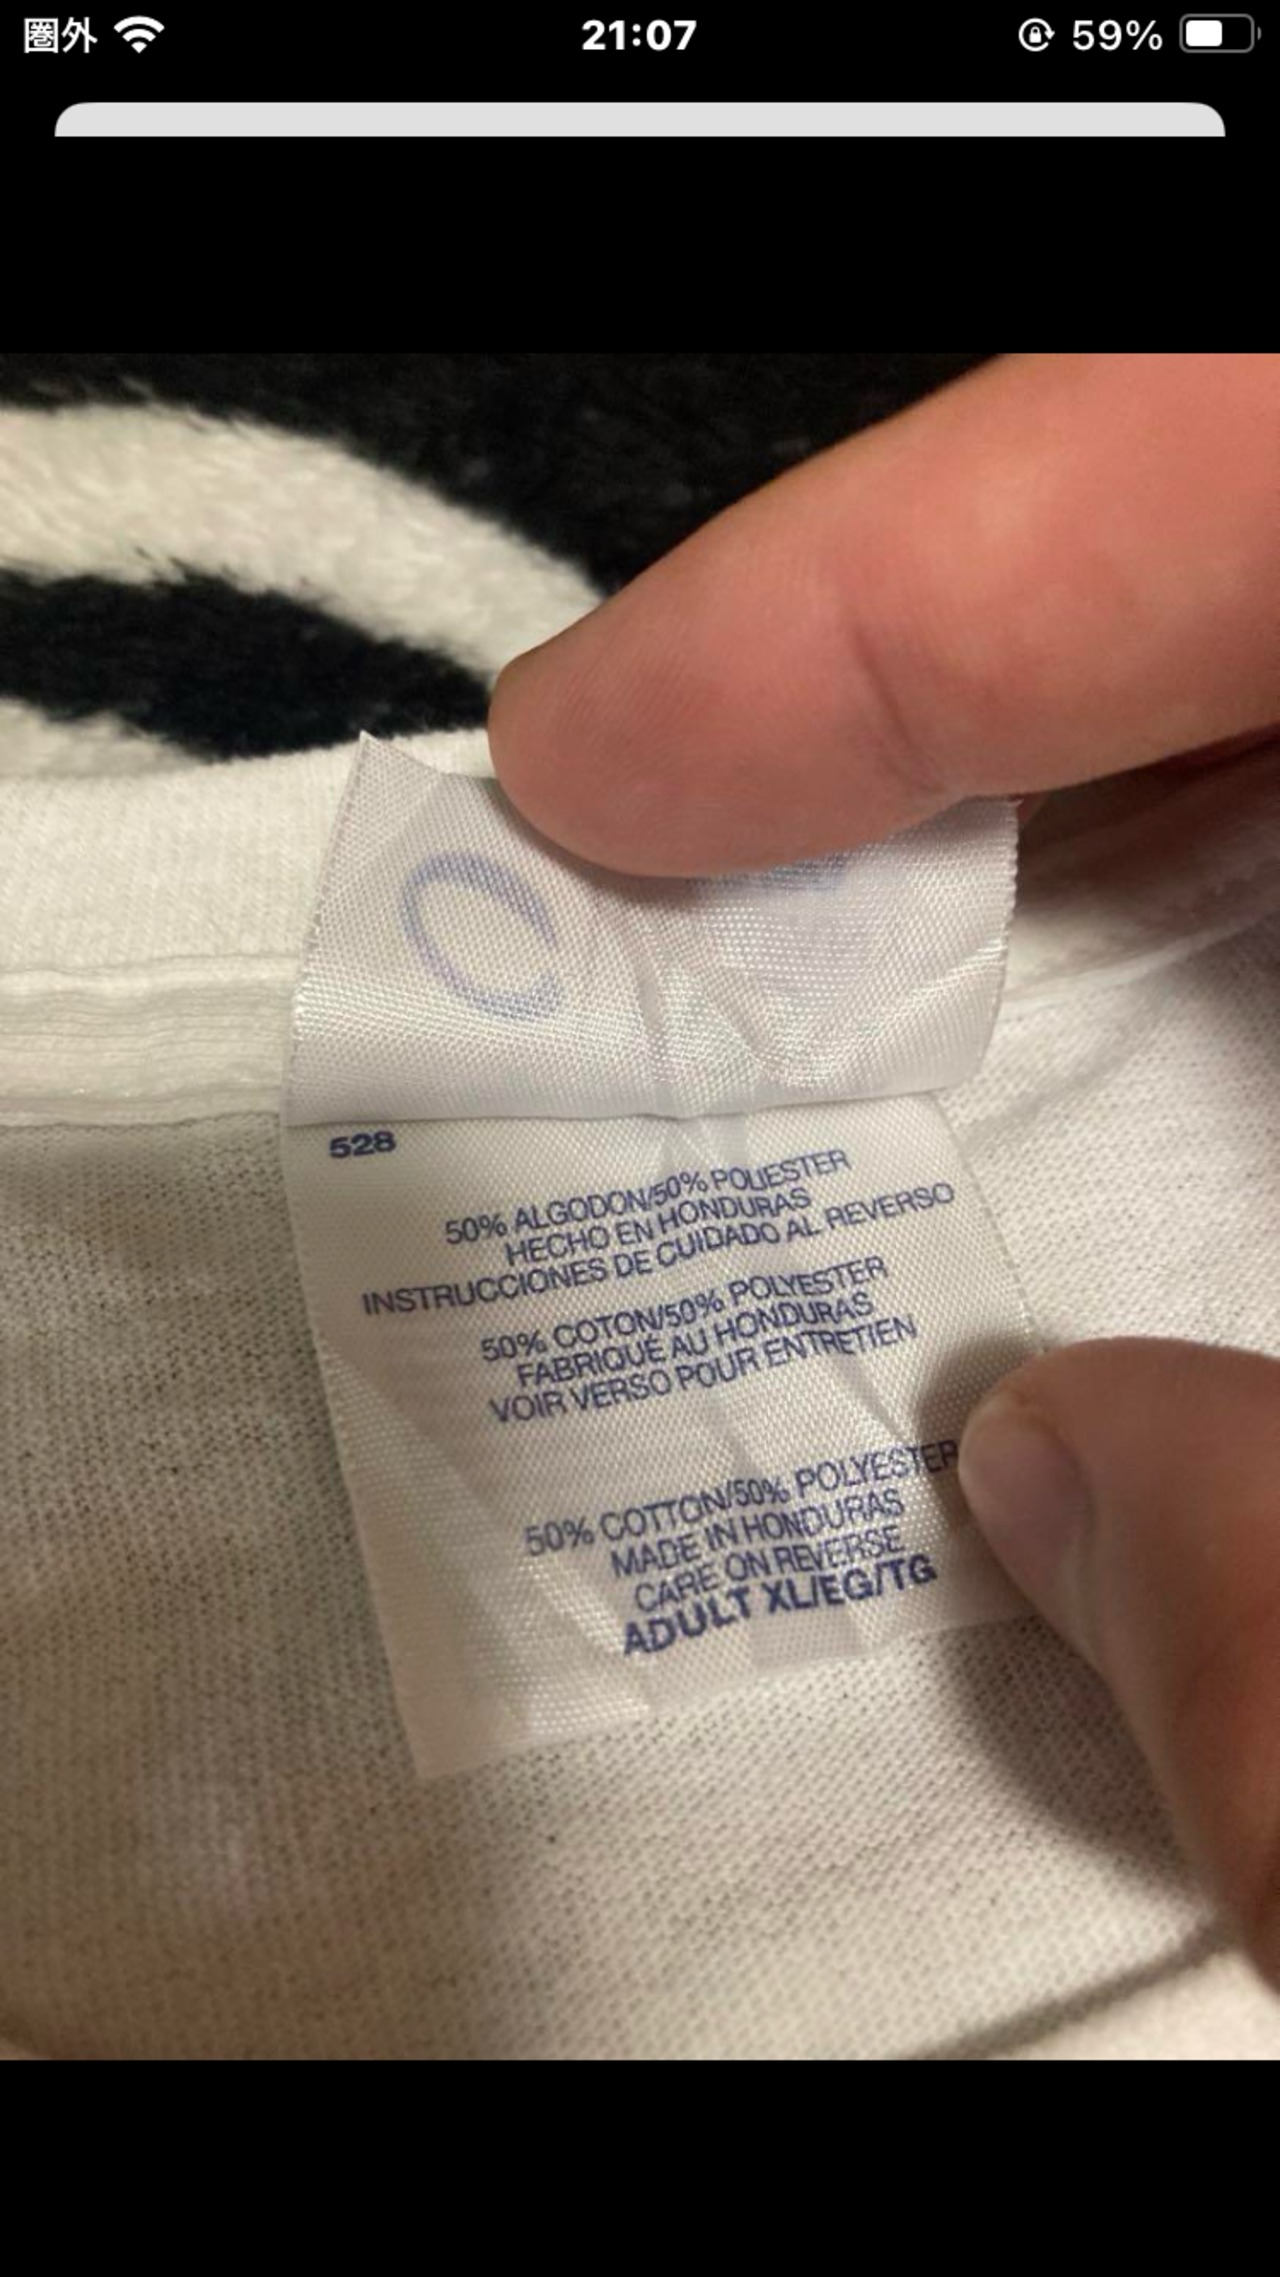 圏外 21:07 59%
C
528
50% ALGODON/50% POLIESTER
HECHO EN HONDURAS
INSTRUCCIONES DE CUIDADO AL REVERSO
50% COTON/50% POLYESTER
FABRIQUÉ AU HONDURAS
VOIR VERSO POUR ENTRETIEN
50% COTTON/50% POLYESTER
MADE IN HONDURAS
CARE ON REVERSE
ADULT XL/EG/TG